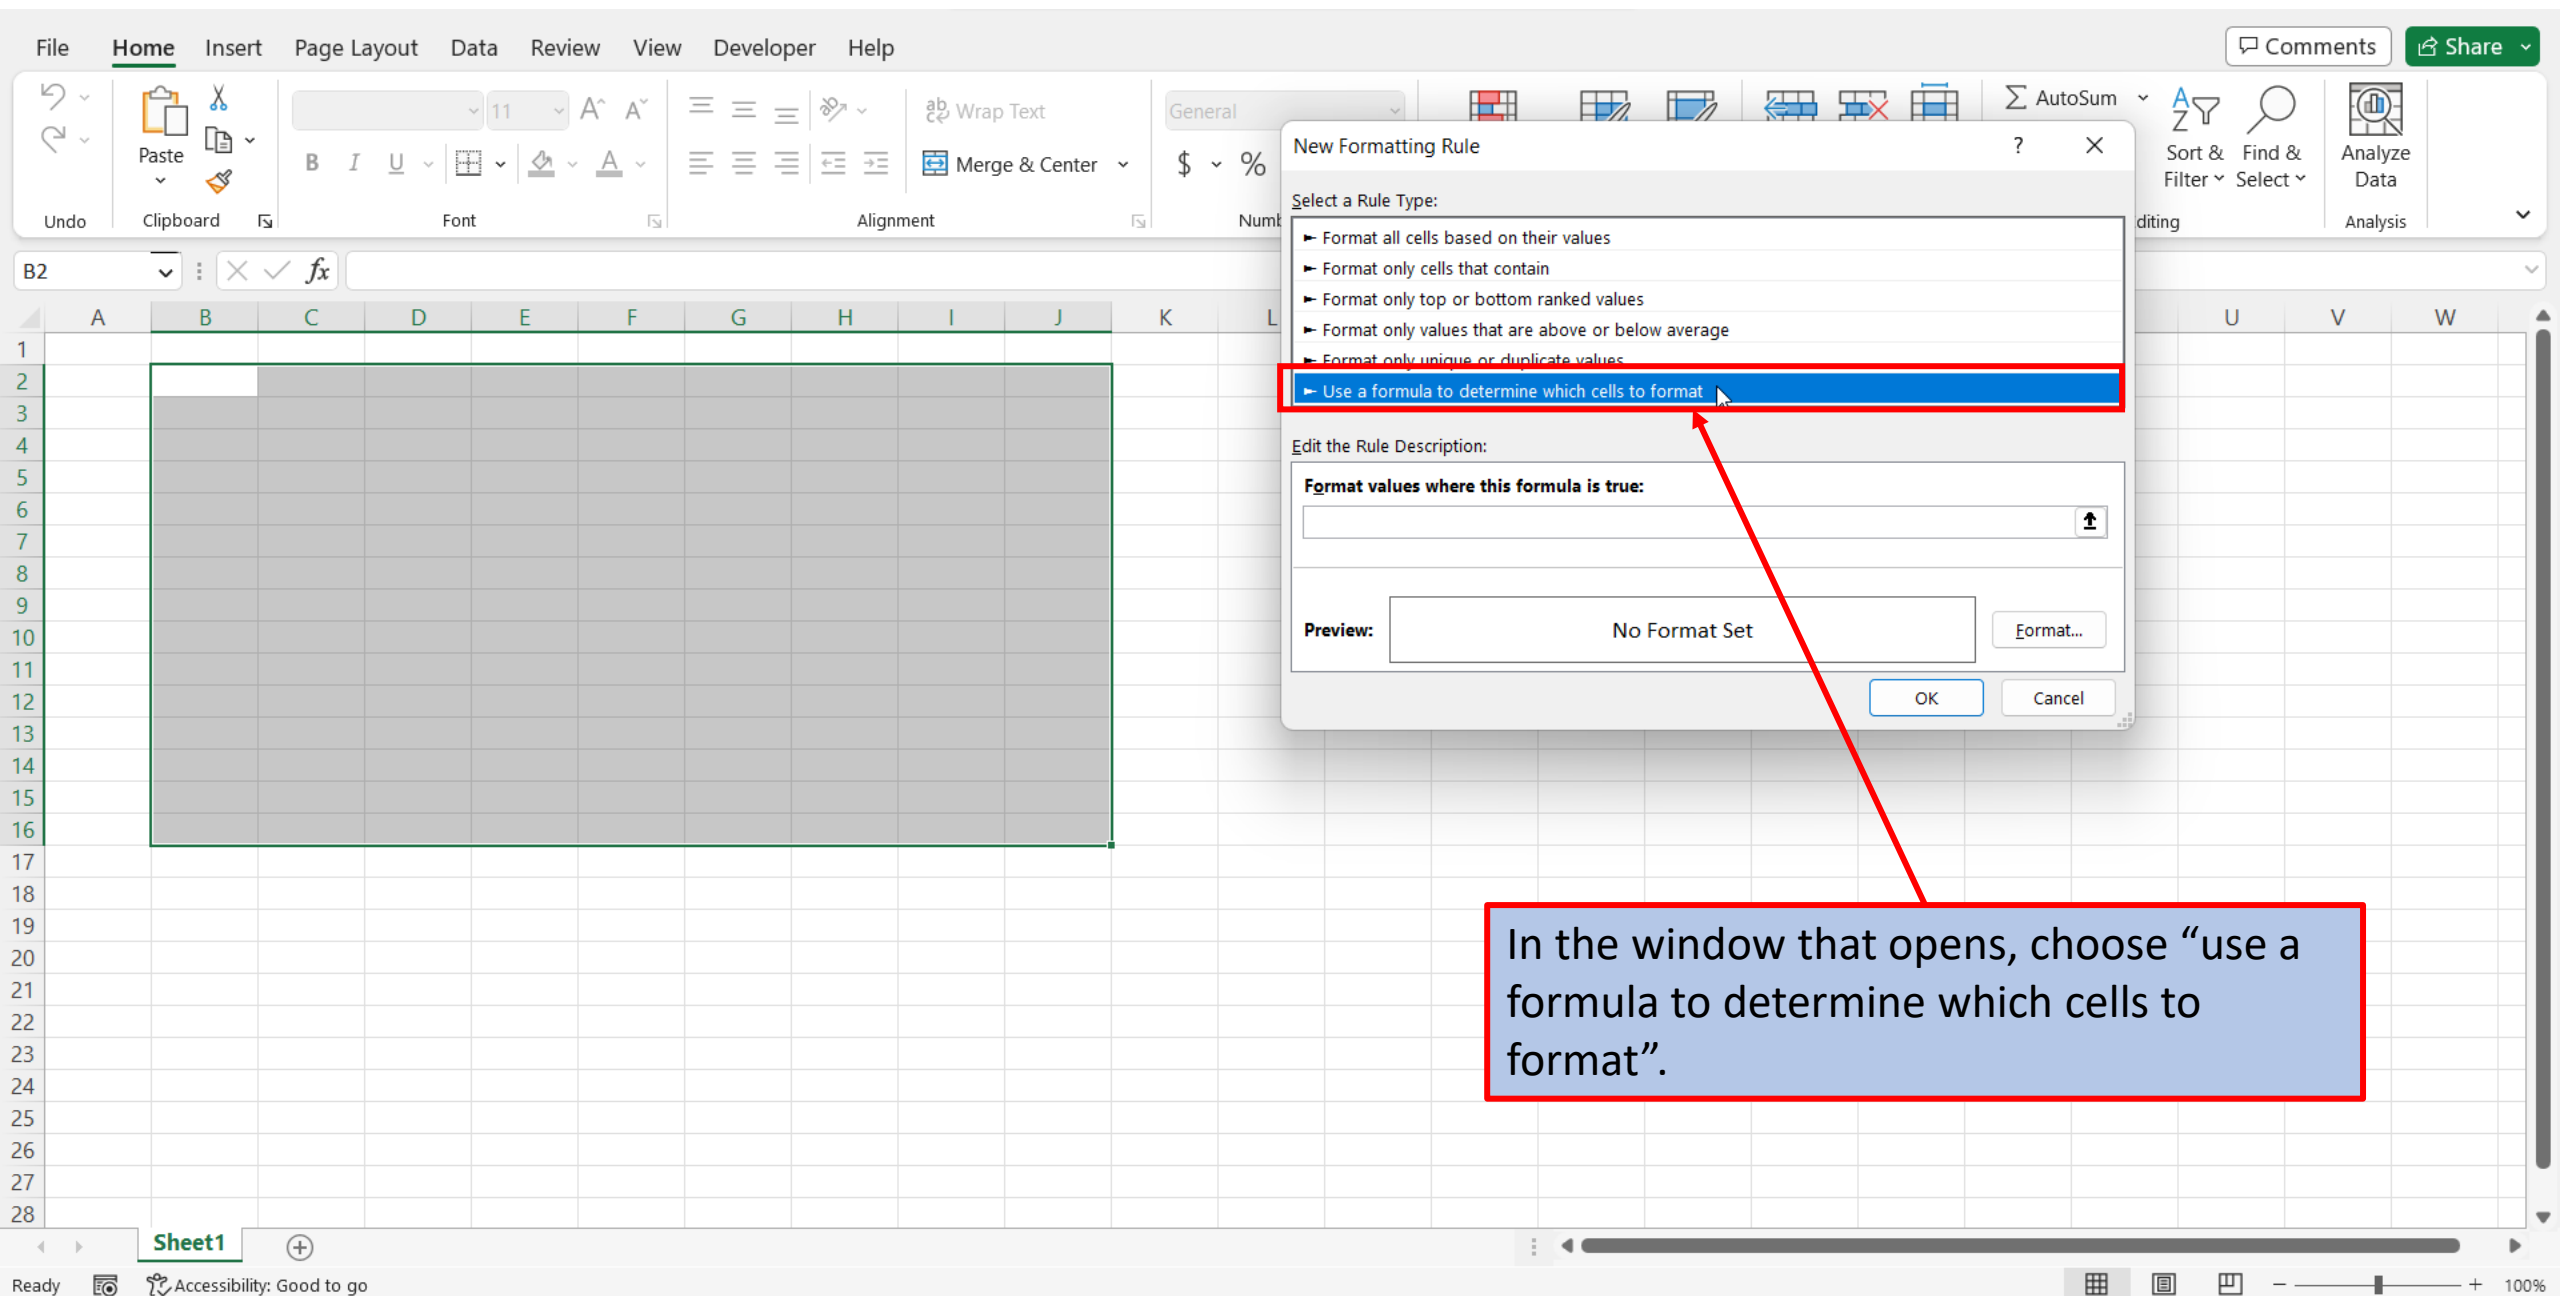 File Home Insert Page Layout Data Review View Developer Help Comments Share
11 A^ A˅ ab Wrap Text General AutoSum
Paste B I U A Merge & Center $ % Sort & Filter Find & Select Analyze Data
Undo Clipboard Font Alignment Numb diting Analysis
B2 fx
A B C D E F G H I J K L U V W
1
2
3
4
5
6
7
8
9
10
11
12
13
14
15
16
17
18
19
20
21
22
23
24
25
26
27
28
New Formatting Rule ? X
Select a Rule Type:
► Format all cells based on their values
► Format only cells that contain
► Format only top or bottom ranked values
► Format only values that are above or below average
► Format only unique or duplicate values
► Use a formula to determine which cells to format
Edit the Rule Description:
Format values where this formula is true:
Preview: No Format Set Format...
OK Cancel
In the window that opens, choose “use a
formula to determine which cells to
format”.
Sheet1
Ready Accessibility: Good to go 100%